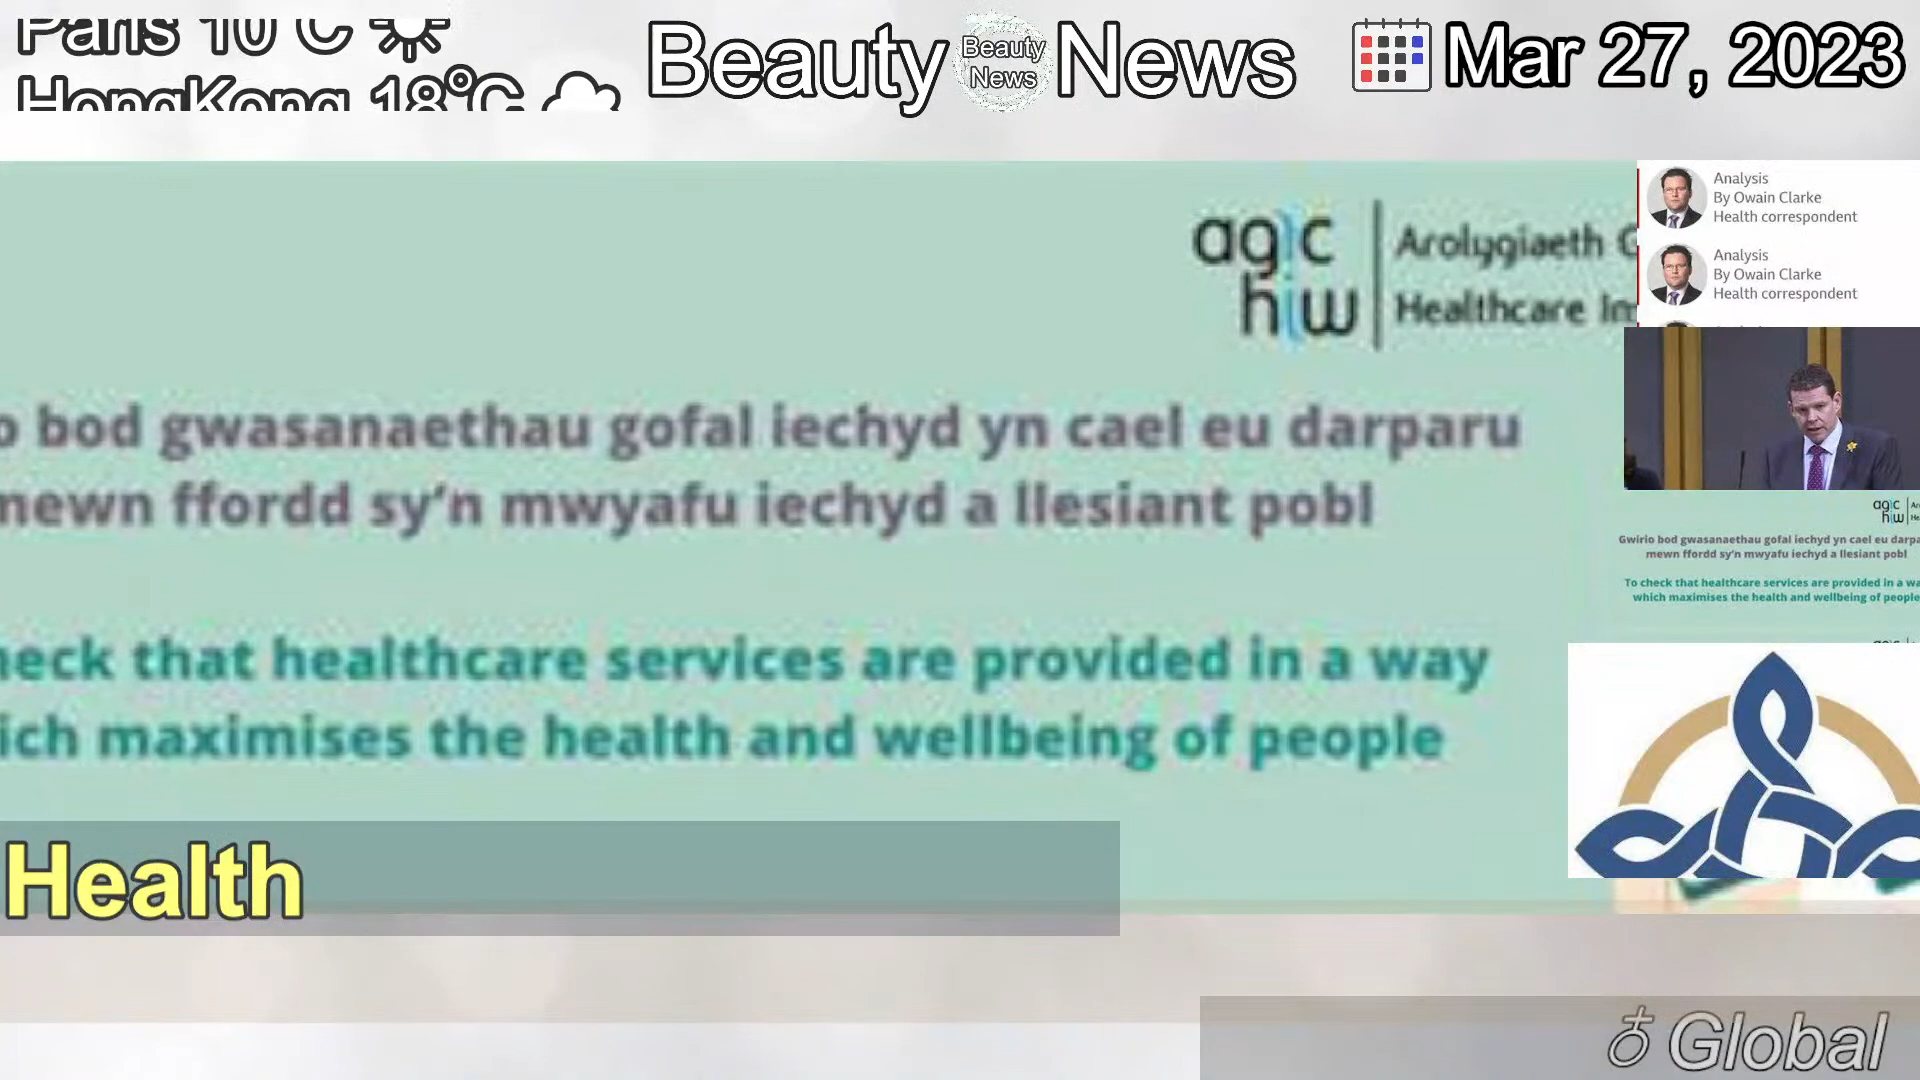 Paris 10°C
HongKong 18°C
Beauty News
Beauty
News
Mar 27, 2023
agic
hiw
Arolygiaeth G
Healthcare In
bod gwasanaethau gofal iechyd yn cael eu darparu
mewn ffordd sy'n mwyafu iechyd a llesiant pobl
heck that healthcare services are provided in a way
ich maximises the health and wellbeing of people
Analysis
By Owain Clarke
Health correspondent
Analysis
By Owain Clarke
Health correspondent
agic
hiw
Gwirio bod gwasanaethau gofal iechyd yn cael eu darpa
mewn ffordd sy'n mwyafu iechyd a llesiant pobl
To check that healthcare services are provided in a wa
which maximises the health and wellbeing of people
Health
Global